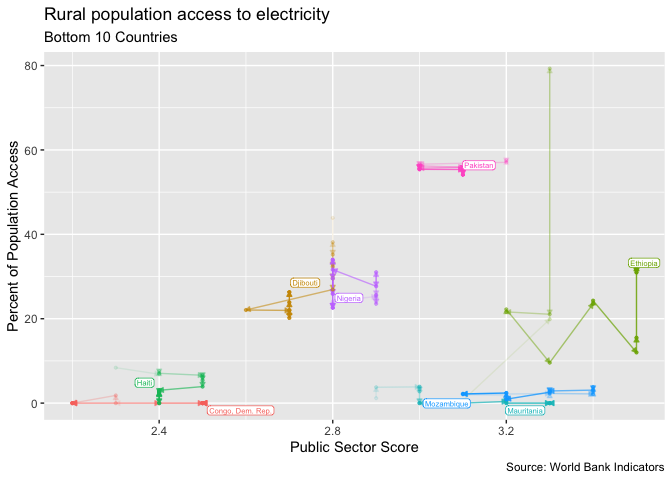 Rural population access to electricity
Bottom 10 Countries
80
60
40
20
0
Percent of Population Access
Pakistan
Ethiopia
Djibouti
Nigeria
Haiti
Mozambique
Congo, Dem. Rep.
Mauritania
2.4
2.8
3.2
Public Sector Score
Source: World Bank Indicators